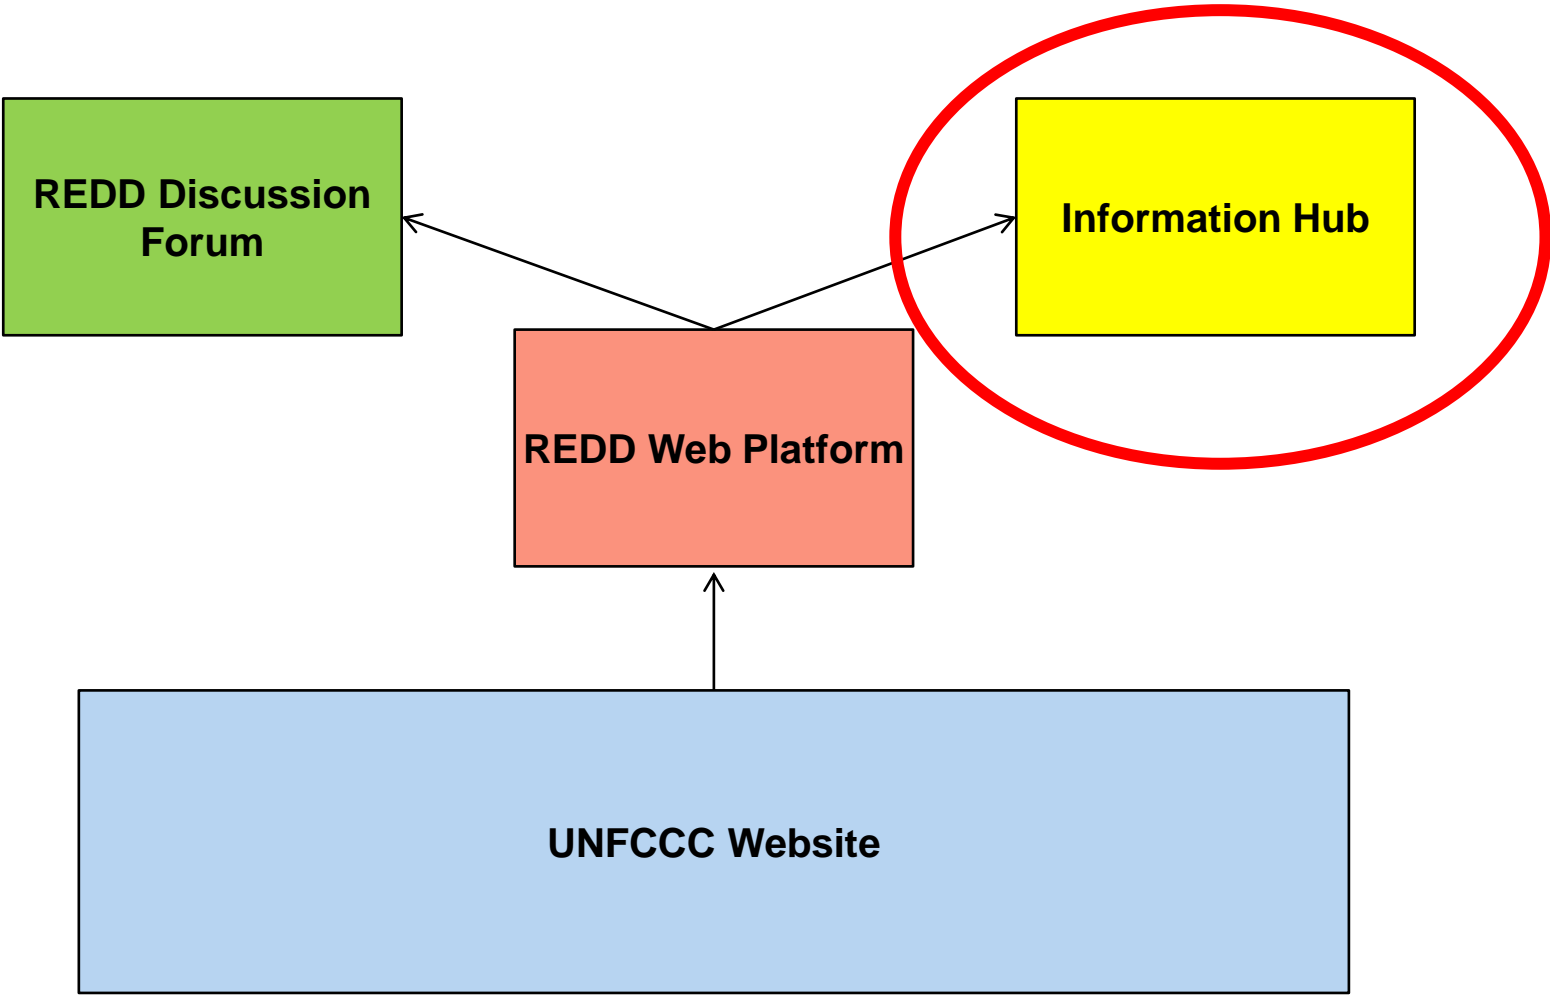 REDD Discussion
Forum
Information Hub
REDD Web Platform
UNFCCC Website